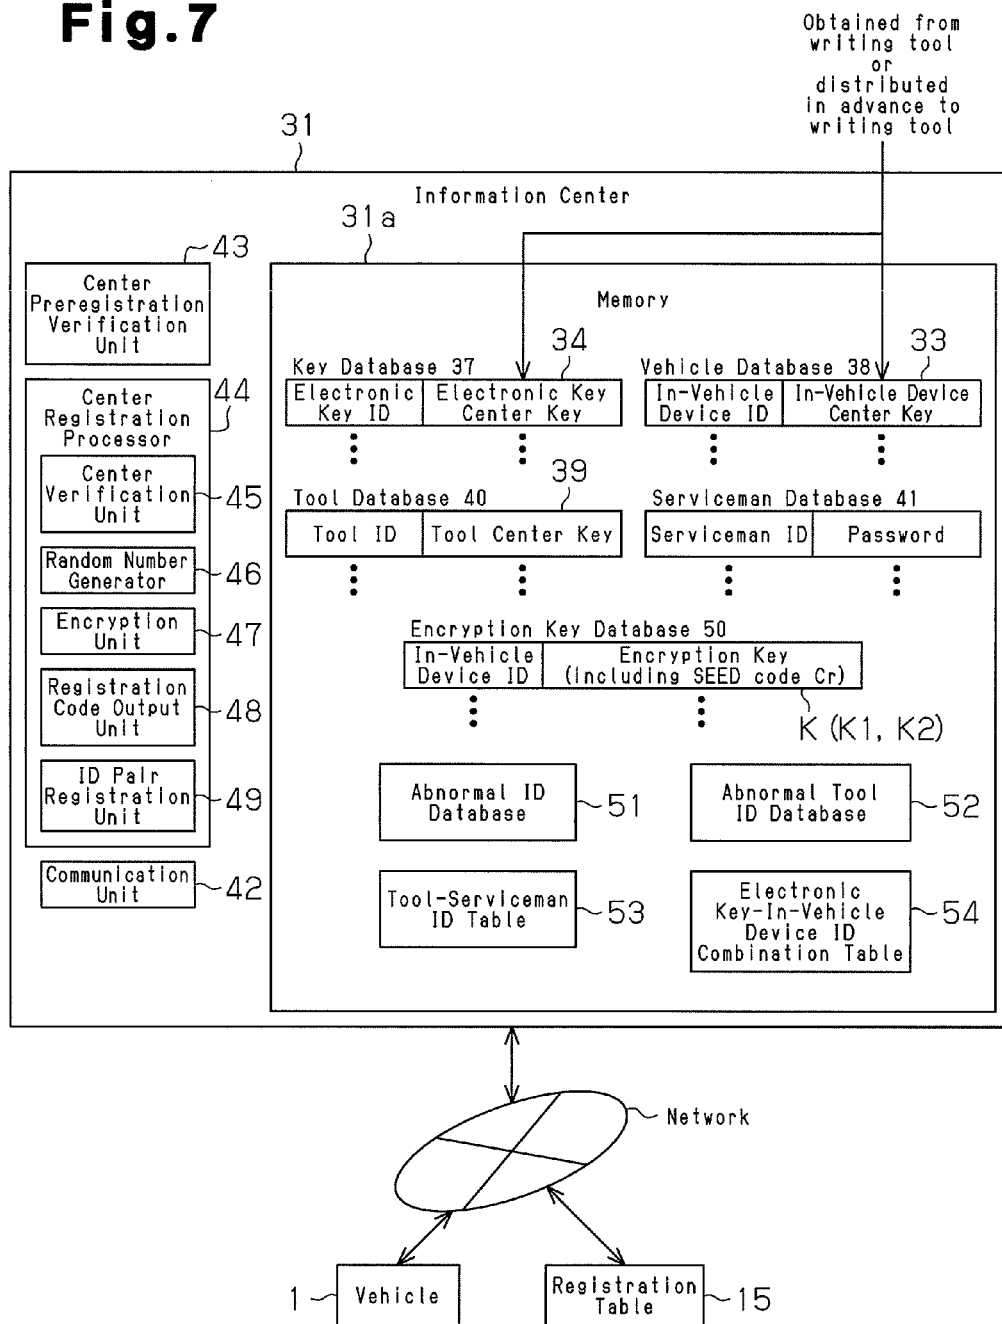 Fig.7
Obtained from
writing tool
or
distributed
in advance to
writing tool
31
Information Center
31a
43
Center
Preregistration
Verification
Unit
Memory
34
33
Key Database 37
Vehicle Database 38
Electronic
Key ID
Electronic Key
Center Key
In-Vehicle
Device ID
In-Vehicle Device
Center Key
44
Center
Registration
Processor
Center
Verification
Unit
45
39
Tool Database 40
Serviceman Database 41
Tool ID
Tool Center Key
Serviceman ID
Password
Random Number
Generator
46
Encryption
Unit
47
Encryption Key Database 50
In-Vehicle
Device ID
Encryption Key
(including SEED code Cr)
K (K1, K2)
Registration
Code Output
Unit
48
ID Pair
Registration
Unit
49
Abnormal ID
Database
51
Abnormal Tool
ID Database
52
Communication
Unit
42
Tool-Serviceman
ID Table
53
Electronic
Key-In-Vehicle
Device ID
Combination Table
54
Network
1
Vehicle
Registration
Table
15